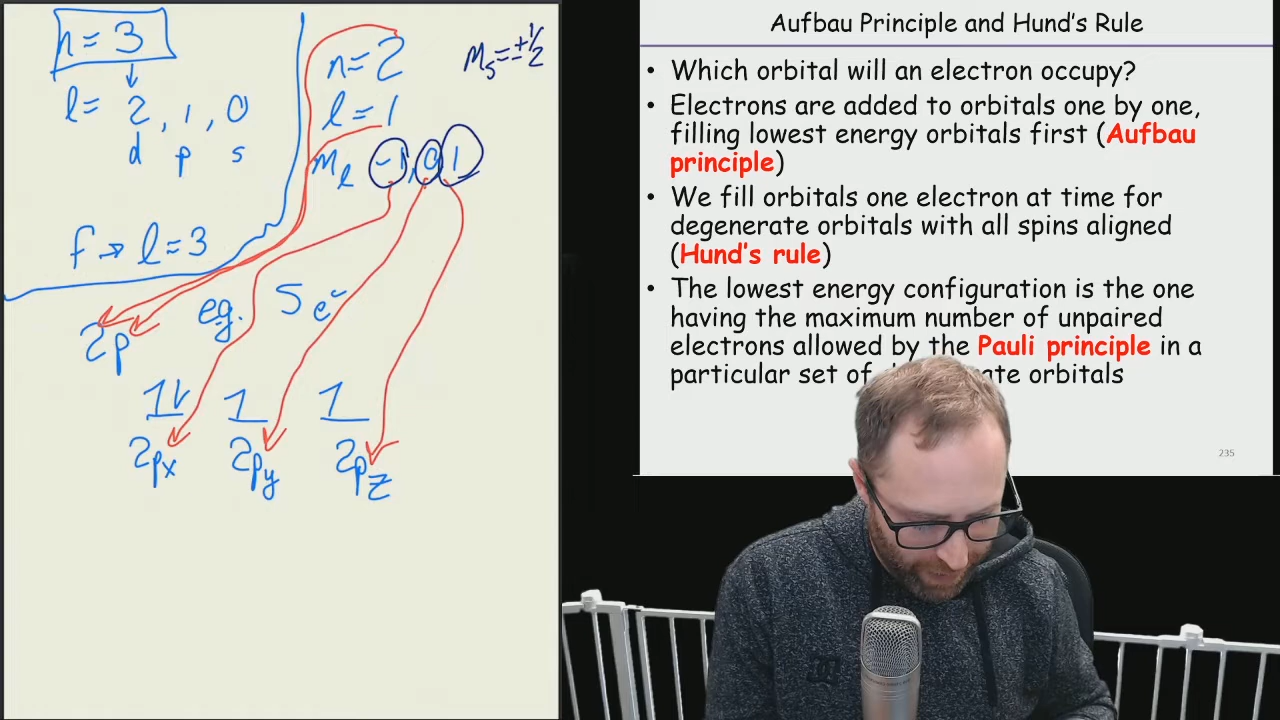 n = 3
l = 2, 1, 0
d p s
f → l = 3
n = 2
l = 1
ml -1, 0 1
ms = ±1/2
2p
eg. 5 e-
1⇂ 1 1
2px 2py 2pz
Aufbau Principle and Hund's Rule
• Which orbital will an electron occupy?
• Electrons are added to orbitals one by one,
filling lowest energy orbitals first (Aufbau
principle)
• We fill orbitals one electron at time for
degenerate orbitals with all spins aligned
(Hund's rule)
• The lowest energy configuration is the one
having the maximum number of unpaired
electrons allowed by the Pauli principle in a
particular set of orbitals
235